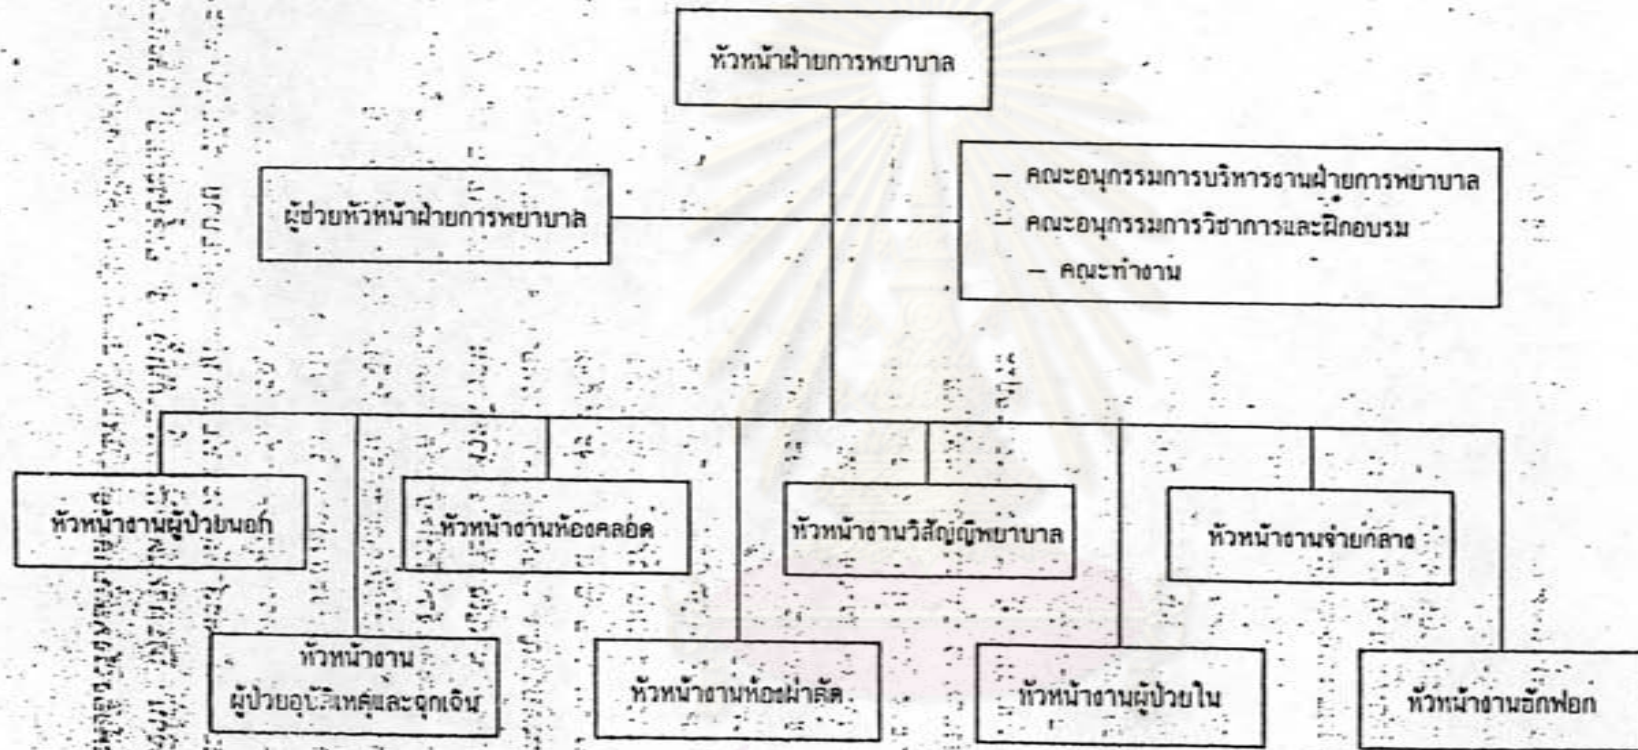 หัวหน้าฝ่ายการพยาบาล
ผู้ช่วยหัวหน้าฝ่ายการพยาบาล
— คณะอนุกรรมการบริหารงานฝ่ายการพยาบาล
— คณะอนุกรรมการวิชาการและฝึกอบรม
— คณะทำงาน
หัวหน้างานผู้ป่วยนอก
หัวหน้างานห้องคลอด
หัวหน้างานวิสัญญีพยาบาล
หัวหน้างานจ่ายกลาง
หัวหน้างาน
ผู้ป่วยอุบัติเหตุและฉุกเฉิน
หัวหน้างานห้องผ่าตัด
หัวหน้างานผู้ป่วยใน
หัวหน้างานซักฟอก